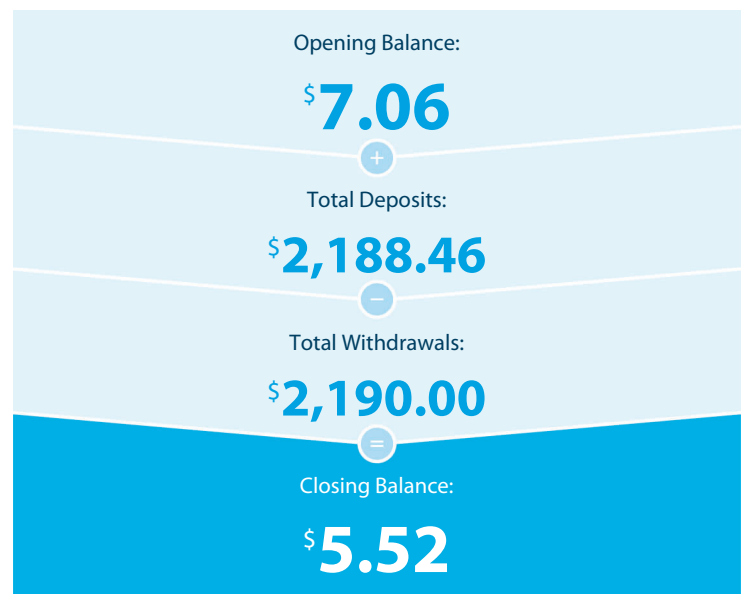 Opening Balance:
$7.06
+
Total Deposits:
$2,188.46
−
Total Withdrawals:
$2,190.00
=
Closing Balance:
$5.52